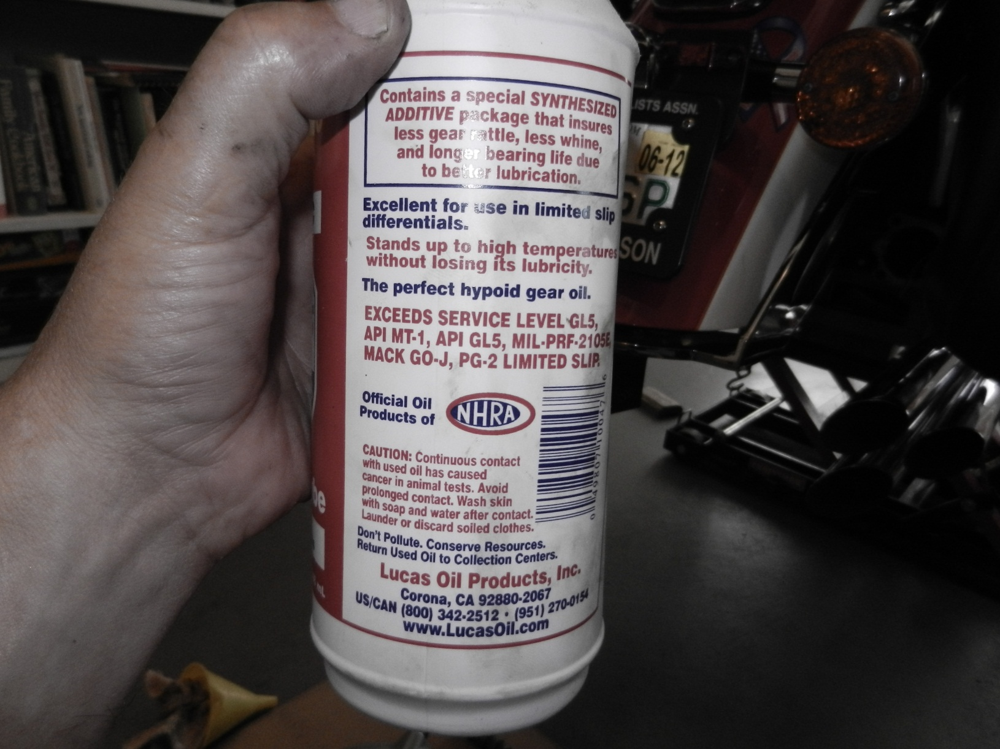 Contains a special SYNTHESIZED
ADDITIVE package that insures
less gear rattle, less whine,
and longer bearing life due
to better lubrication.
Excellent for use in limited slip
differentials.
Stands up to high temperatures
without losing its lubricity.
The perfect hypoid gear oil.
EXCEEDS SERVICE LEVEL GL5,
API MT-1, API GL5, MIL-PRF-2105E,
MACK GO-J, PG-2 LIMITED SLIP.
Official Oil
Products of
NHRA
CAUTION: Continuous contact
with used oil has caused
cancer in animal tests. Avoid
prolonged contact. Wash skin
with soap and water after contact.
Launder or discard soiled clothes.
Don't Pollute. Conserve Resources.
Return Used Oil to Collection Centers.
Lucas Oil Products, Inc.
Corona, CA 92880-2067
US/CAN (800) 342-2512 • (951) 270-0154
www.LucasOil.com
0 49807 10047 6
ASSN.
06-12